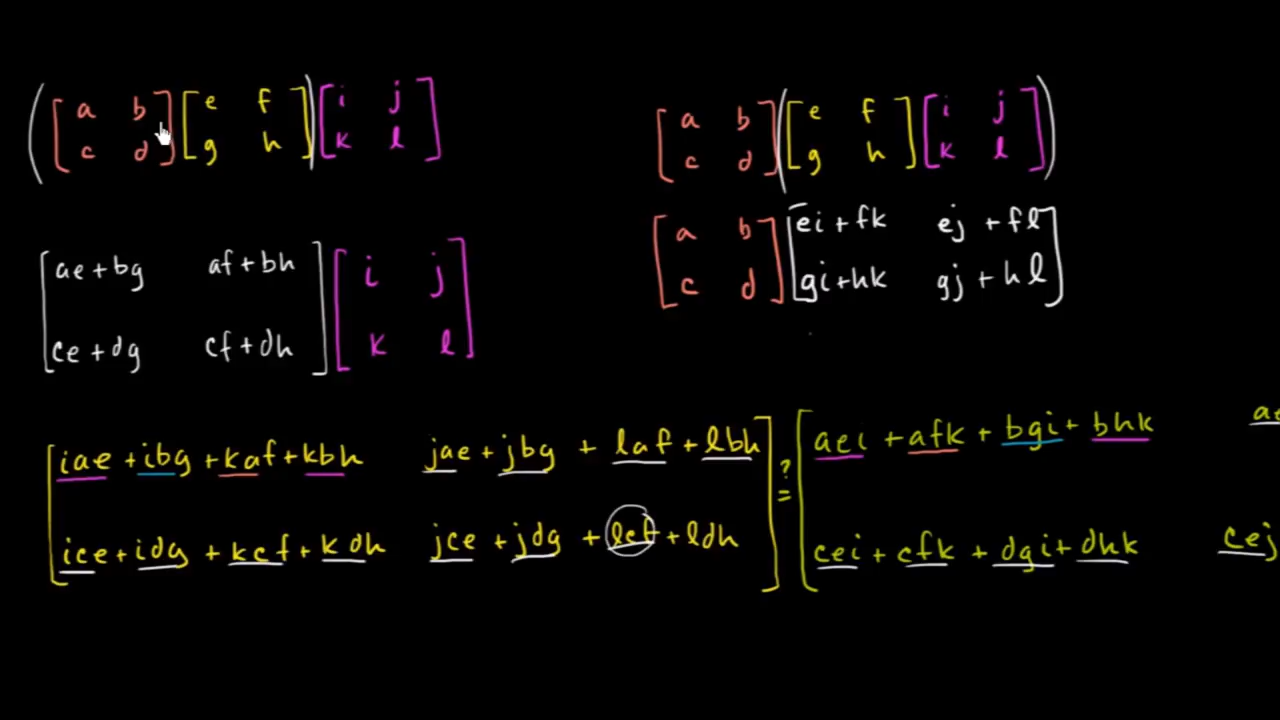 ( [ a b ] [ e f ] ) [ i j ]    [ a b ] ( [ e f ] [ i j ] )
[ c d ] [ g h ] [ k l ]    [ c d ] [ g h ] [ k l ]
[ a b ] [ ei + fk ej + fl ]
[ c d ] [ gi + hk gj + hl ]
[ ae + bg af + bh ] [ i j ]
[ ce + dg cf + dh ] [ k l ]
[ iae + ibg + kaf + kbh jae + jbg + laf + lbh ] ?= [ aei + afk + bgi + bhk ae
[ ice + idg + kcf + kdh jce + jdg + lcf + ldh ] [ cei + cfk + dgi + dhk cej